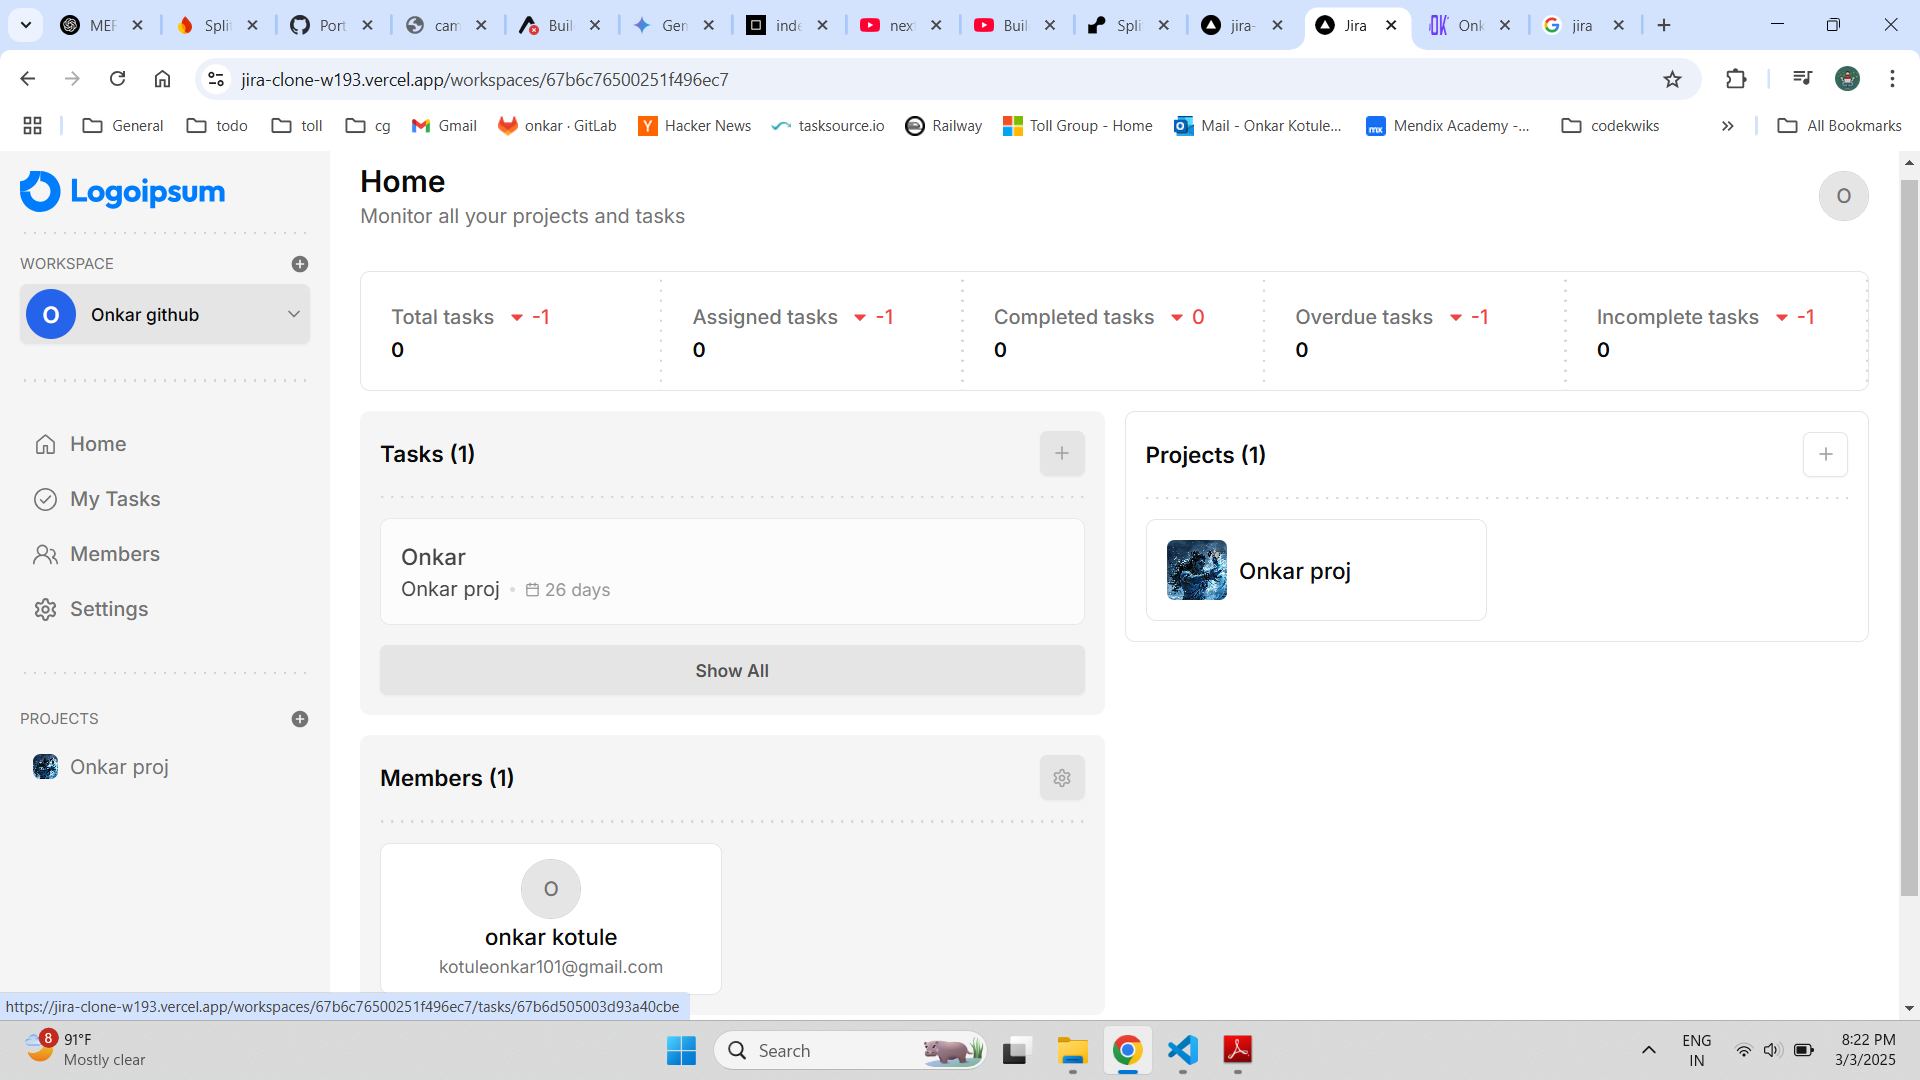 MER
Split
Port
cam
Buil
Gen
inde
next
Buil
Split
jira-
Jira
Onk
jira
jira-clone-w193.vercel.app/workspaces/67b6c76500251f496ec7
General
todo
toll
cg
Gmail
onkar · GitLab
Hacker News
tasksource.io
Railway
Toll Group - Home
Mail - Onkar Kotule...
Mendix Academy -...
codekwiks
All Bookmarks
Logoipsum
WORKSPACE
O
Onkar github
Home
My Tasks
Members
Settings
PROJECTS
Onkar proj
Home
Monitor all your projects and tasks
O
Total tasks -1
0
Assigned tasks -1
0
Completed tasks 0
0
Overdue tasks -1
0
Incomplete tasks -1
0
Tasks (1)
Onkar
Onkar proj • 26 days
Show All
Projects (1)
Onkar proj
Members (1)
O
onkar kotule
kotuleonkar101@gmail.com
https://jira-clone-w193.vercel.app/workspaces/67b6c76500251f496ec7/tasks/67b6d505003d93a40cbe
8
91°F
Mostly clear
Search
ENG
IN
8:22 PM
3/3/2025